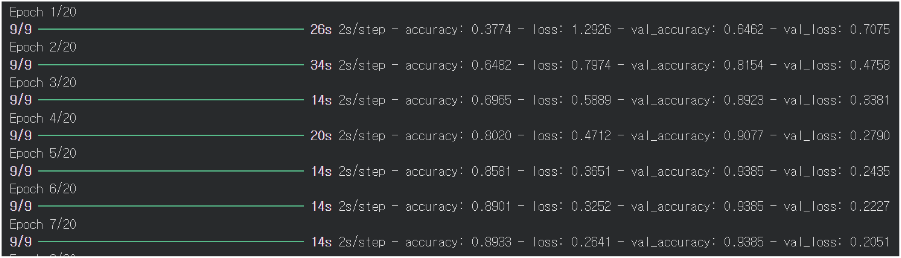 Epoch 1/20
9/9 26s 2s/step - accuracy: 0.3774 - loss: 1.2926 - val_accuracy: 0.6462 - val_loss: 0.7075
Epoch 2/20
9/9 34s 2s/step - accuracy: 0.6482 - loss: 0.7974 - val_accuracy: 0.8154 - val_loss: 0.4758
Epoch 3/20
9/9 14s 2s/step - accuracy: 0.6965 - loss: 0.5889 - val_accuracy: 0.8923 - val_loss: 0.3381
Epoch 4/20
9/9 20s 2s/step - accuracy: 0.8020 - loss: 0.4712 - val_accuracy: 0.9077 - val_loss: 0.2790
Epoch 5/20
9/9 14s 2s/step - accuracy: 0.8581 - loss: 0.3651 - val_accuracy: 0.9385 - val_loss: 0.2435
Epoch 6/20
9/9 14s 2s/step - accuracy: 0.8901 - loss: 0.3252 - val_accuracy: 0.9385 - val_loss: 0.2227
Epoch 7/20
9/9 14s 2s/step - accuracy: 0.8933 - loss: 0.2641 - val_accuracy: 0.9385 - val_loss: 0.2051